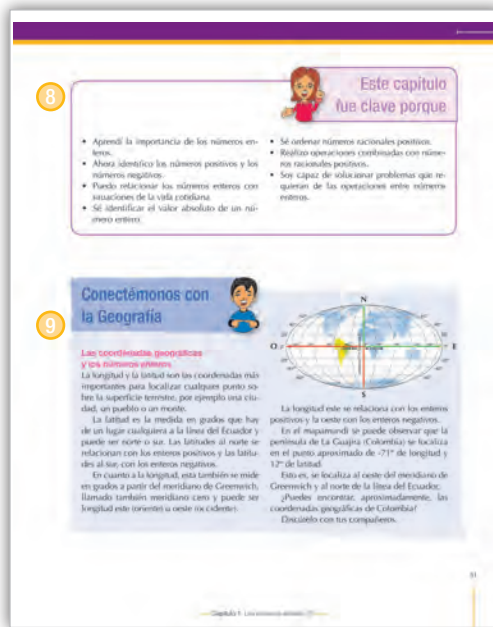 8
Este capítulo
fue clave porque
• Aprendí la importancia de los números en-
teros.
• Ahora identifico los números positivos y los
números negativos.
• Puedo relacionar los números enteros con
situaciones de la vida cotidiana.
• Sé identificar el valor absoluto de un nú-
mero entero.
• Sé ordenar números racionales positivos.
• Realizo operaciones combinadas con núme-
ros racionales positivos.
• Soy capaz de solucionar problemas que re-
quieran de las operaciones entre números
enteros.
9
Conectémonos con
la Geografía
Las coordenadas geográficas
y los números enteros
La longitud y la latitud son las coordenadas más
importantes para localizar cualquier punto so-
bre la superficie terrestre, por ejemplo una ciu-
dad, un pueblo o un monte.
La latitud es la medida en grados que hay
de un lugar cualquiera a la línea del Ecuador y
puede ser norte o sur. Las latitudes al norte se
relacionan con los enteros positivos y las latitu-
des al sur, con los enteros negativos.
En cuanto a la longitud, esta también se mide
en grados a partir del meridiano de Greenwich,
llamado también meridiano cero y puede ser
longitud este (oriente) u oeste (occidente).
N
O
E
S
La longitud este se relaciona con los enteros
positivos y la oeste con los enteros negativos.
En el mapamundi se puede observar que la
península de La Guajira (Colombia) se localiza
en el punto aproximado de -71° de longitud y
12° de latitud.
Esto es, se localiza al oeste del meridiano de
Greenwich y al norte de la línea del Ecuador.
¿Puedes encontrar, aproximadamente, las
coordenadas geográficas de Colombia?
Discútelo con tus compañeros.
51